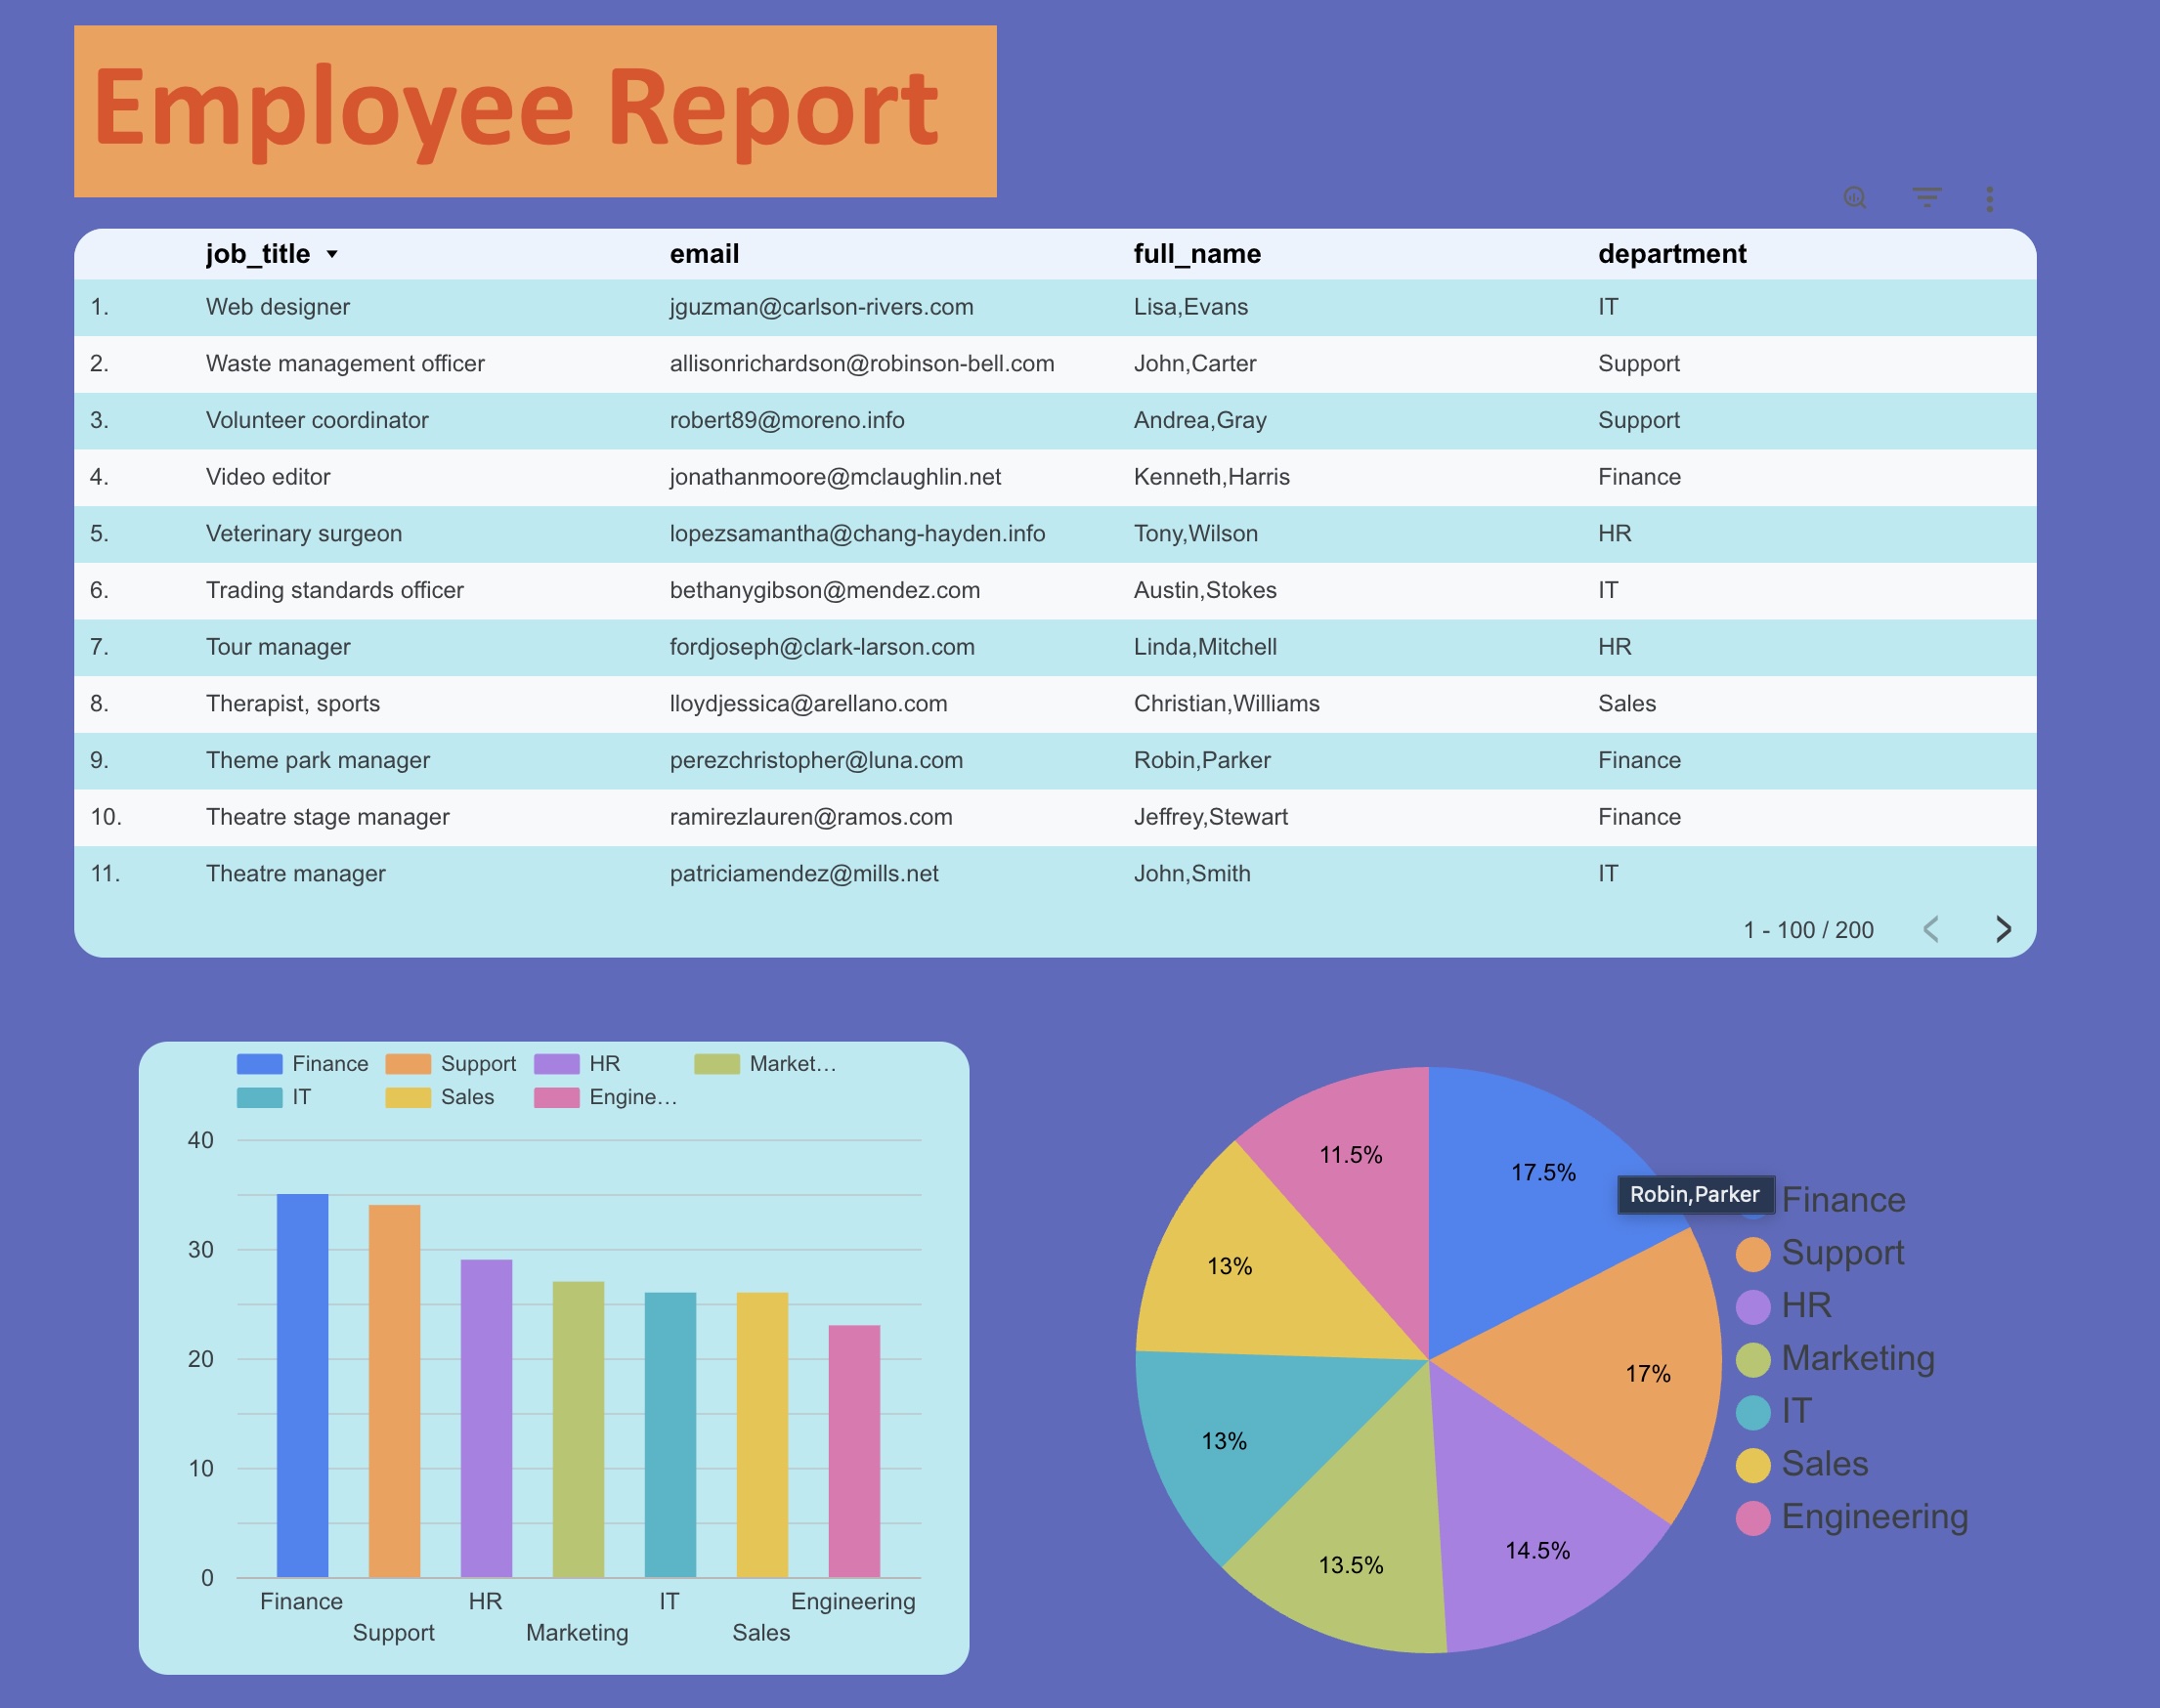 Employee Report
job_title email full_name department
1. Web designer jguzman@carlson-rivers.com Lisa,Evans IT
2. Waste management officer allisonrichardson@robinson-bell.com John,Carter Support
3. Volunteer coordinator robert89@moreno.info Andrea,Gray Support
4. Video editor jonathanmoore@mclaughlin.net Kenneth,Harris Finance
5. Veterinary surgeon lopezsamantha@chang-hayden.info Tony,Wilson HR
6. Trading standards officer bethanygibson@mendez.com Austin,Stokes IT
7. Tour manager fordjoseph@clark-larson.com Linda,Mitchell HR
8. Therapist, sports lloydjessica@arellano.com Christian,Williams Sales
9. Theme park manager perezchristopher@luna.com Robin,Parker Finance
10. Theatre stage manager ramirezlauren@ramos.com Jeffrey,Stewart Finance
11. Theatre manager patriciamendez@mills.net John,Smith IT
1 - 100 / 200
Finance Support HR Market…
IT Sales Engine…
40
30
20
10
0
Finance HR IT Engineering
Support Marketing Sales
11.5%
17.5%
13%
17%
13%
14.5%
13.5%
Robin,Parker
Finance
Support
HR
Marketing
IT
Sales
Engineering